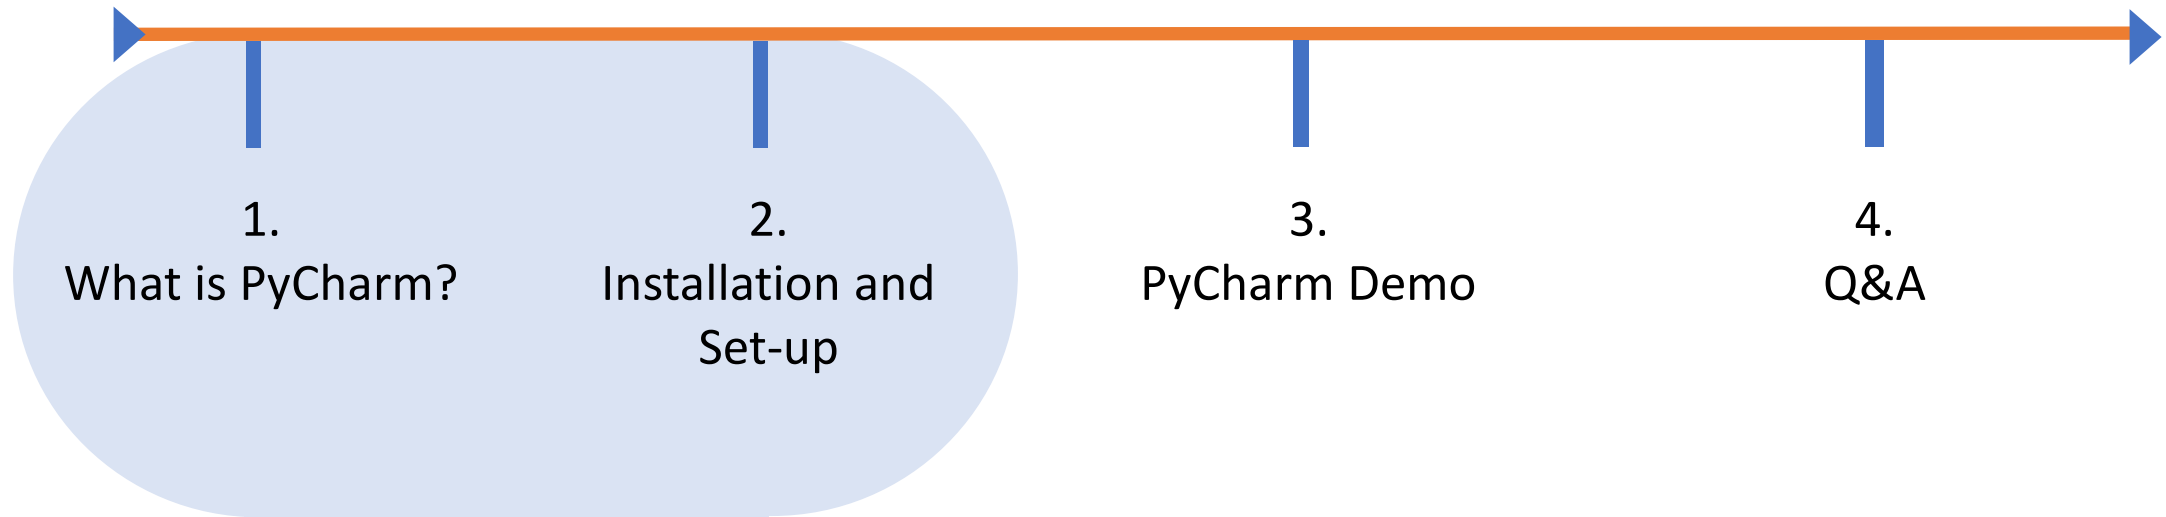 1.
What is PyCharm?
2.
Installation and
Set-up
3.
PyCharm Demo
4.
Q&A